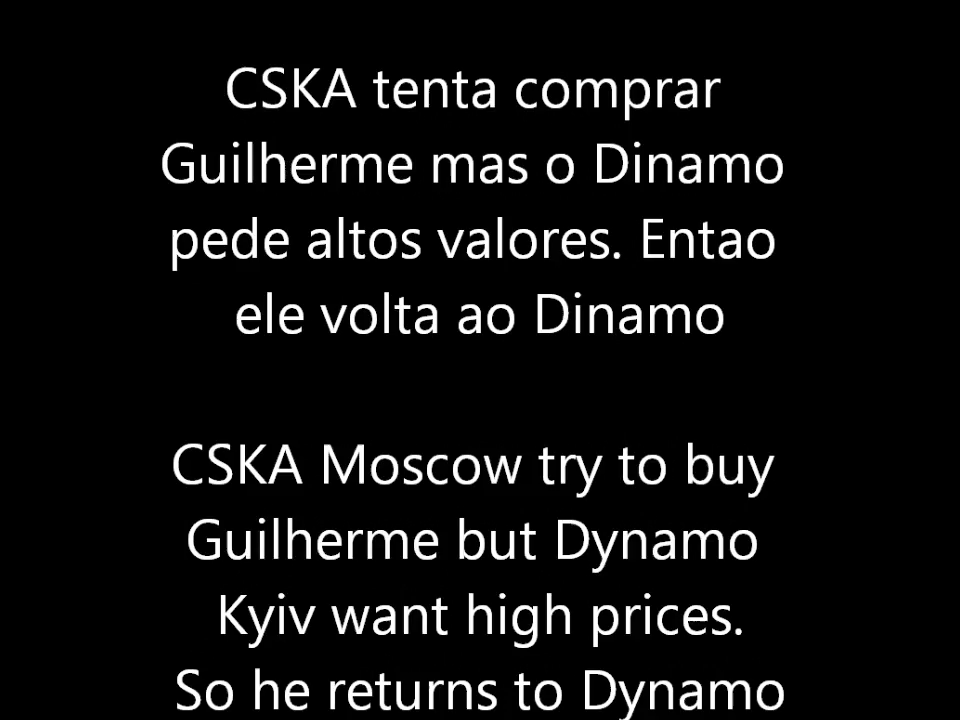 CSKA tenta comprar
Guilherme mas o Dinamo
pede altos valores. Entao
ele volta ao Dinamo
CSKA Moscow try to buy
Guilherme but Dynamo
Kyiv want high prices.
So he returns to Dynamo